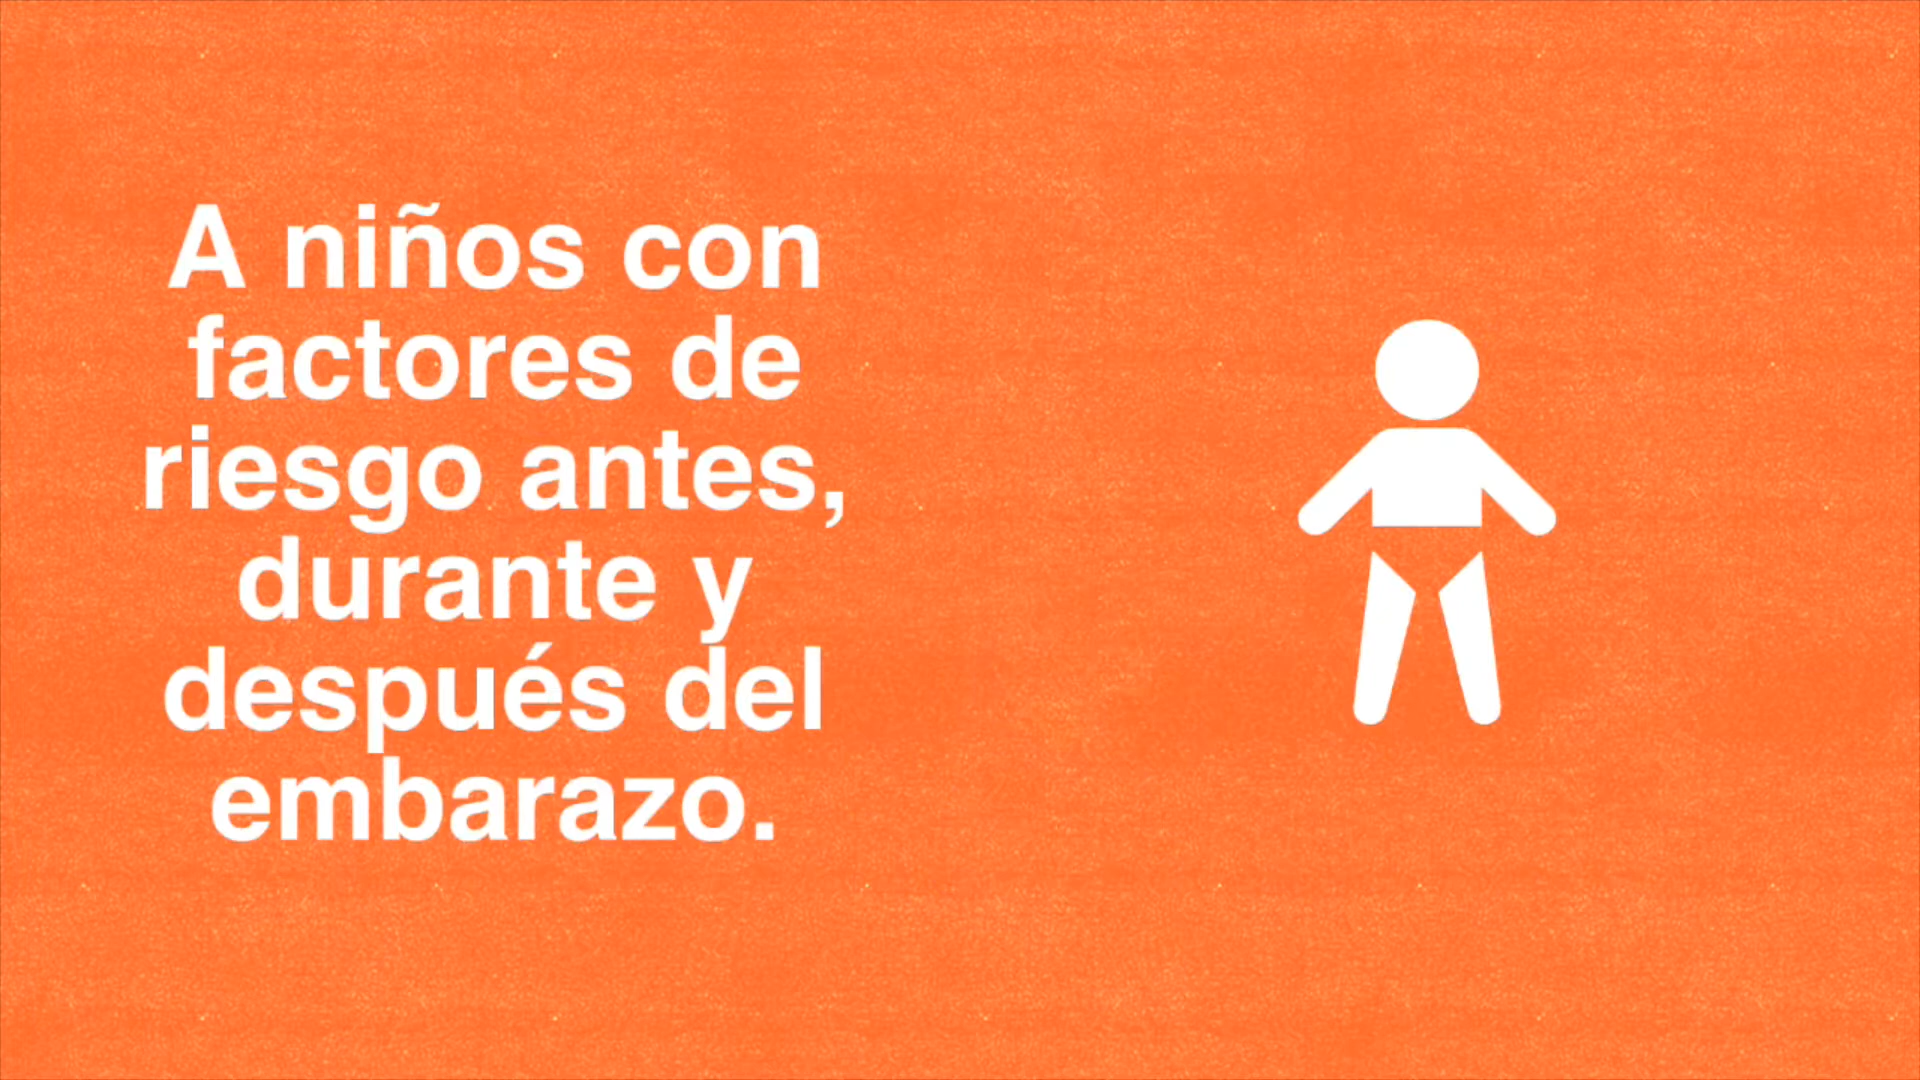 A niños con
factores de
riesgo antes,
durante y
después del
embarazo.